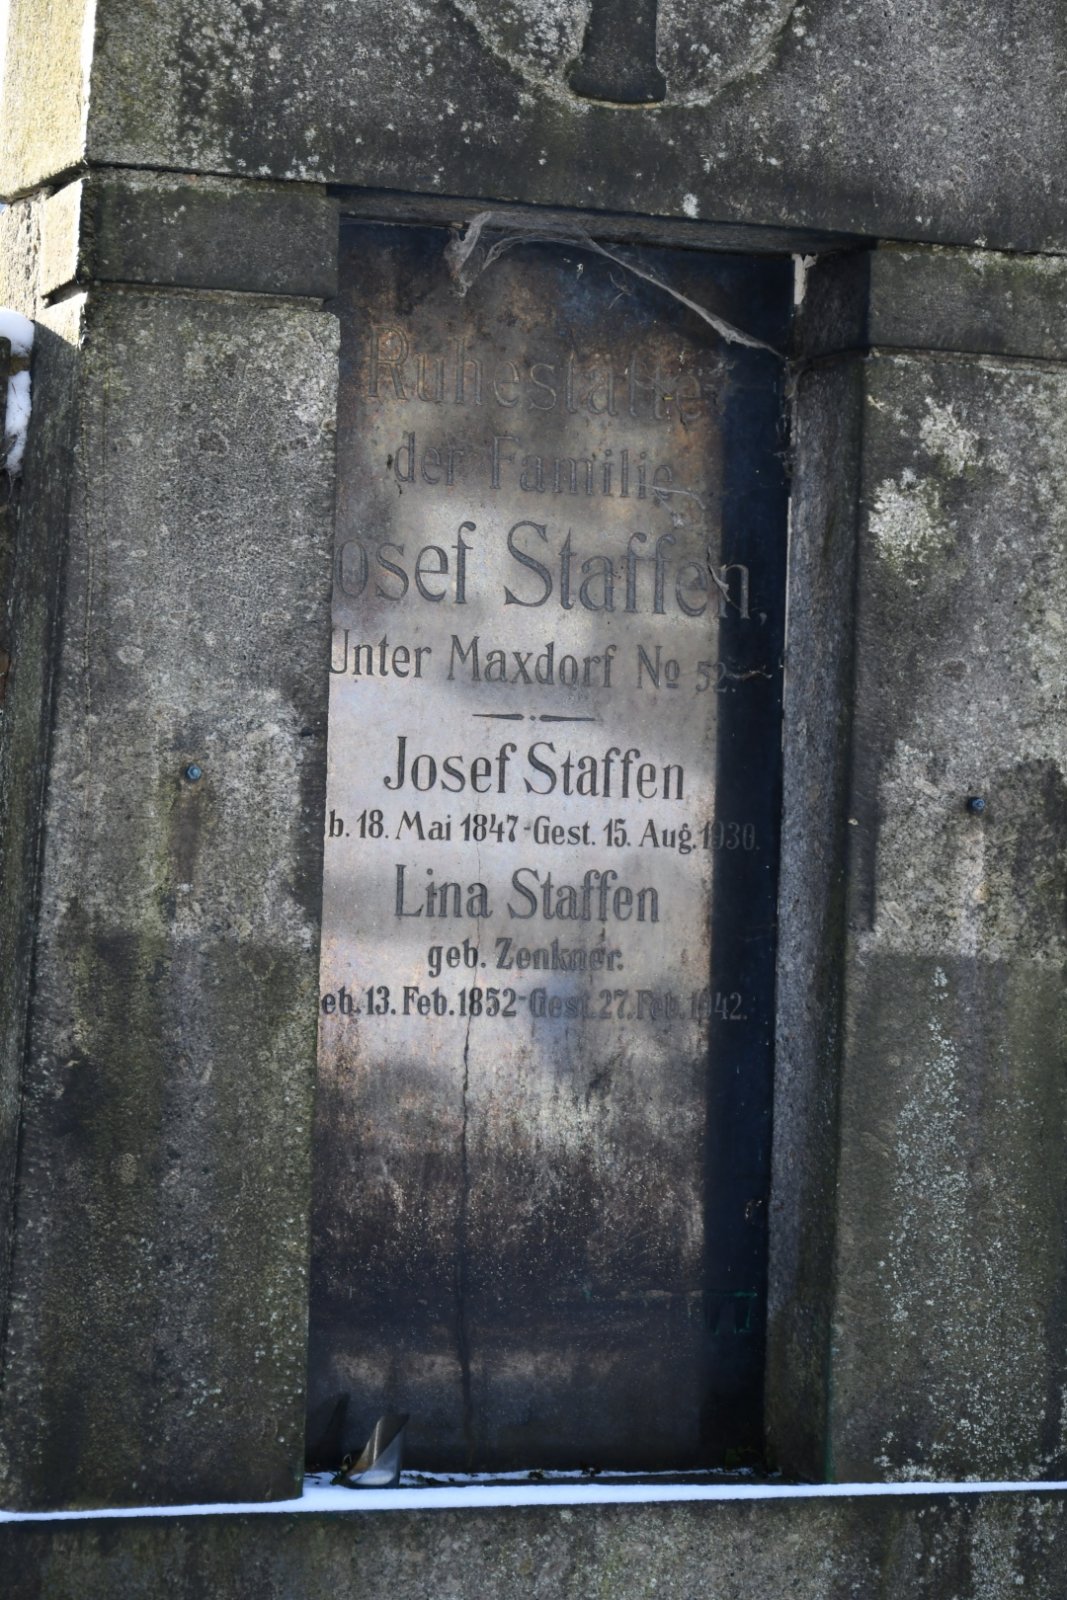 Ruhestätte
der Familie
Josef Staffen,
Unter Maxdorf No 52.
Josef Staffen
b. 18. Mai 1847-Gest. 15. Aug. 1930.
Lina Staffen
geb. Zenkner.
eb. 13. Feb. 1852-Gest. 27. Feb. 1942.